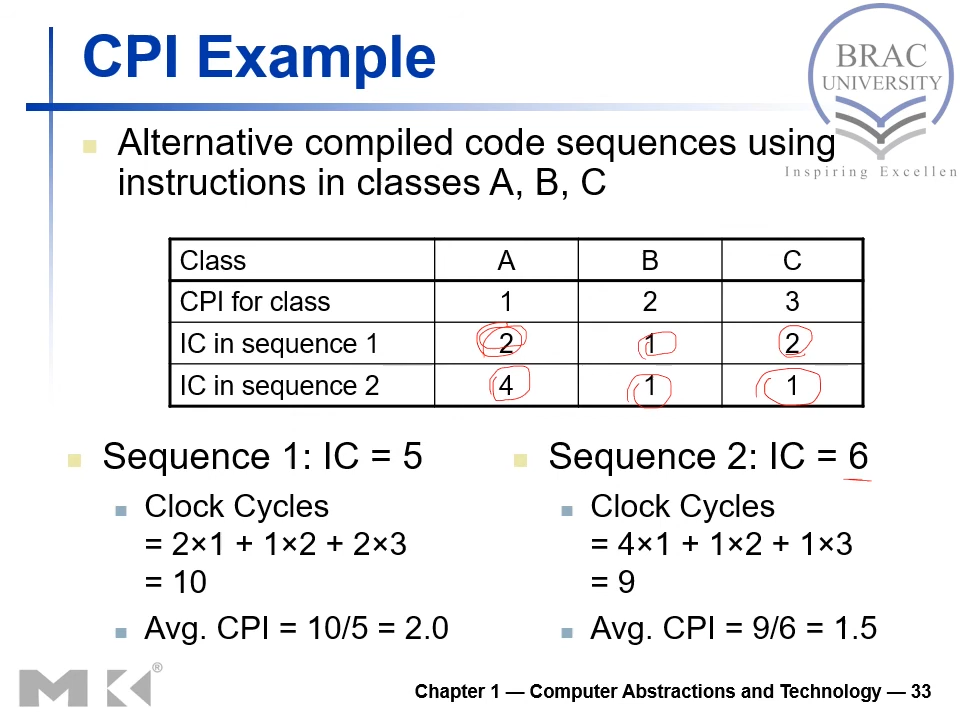 CPI Example
BRAC
UNIVERSITY
Inspiring Excellen
Alternative compiled code sequences using
instructions in classes A, B, C
Class A B C
CPI for class 1 2 3
IC in sequence 1 2 1 2
IC in sequence 2 4 1 1
Sequence 1: IC = 5
Clock Cycles
= 2×1 + 1×2 + 2×3
= 10
Avg. CPI = 10/5 = 2.0
Sequence 2: IC = 6
Clock Cycles
= 4×1 + 1×2 + 1×3
= 9
Avg. CPI = 9/6 = 1.5
MK®
Chapter 1 — Computer Abstractions and Technology — 33